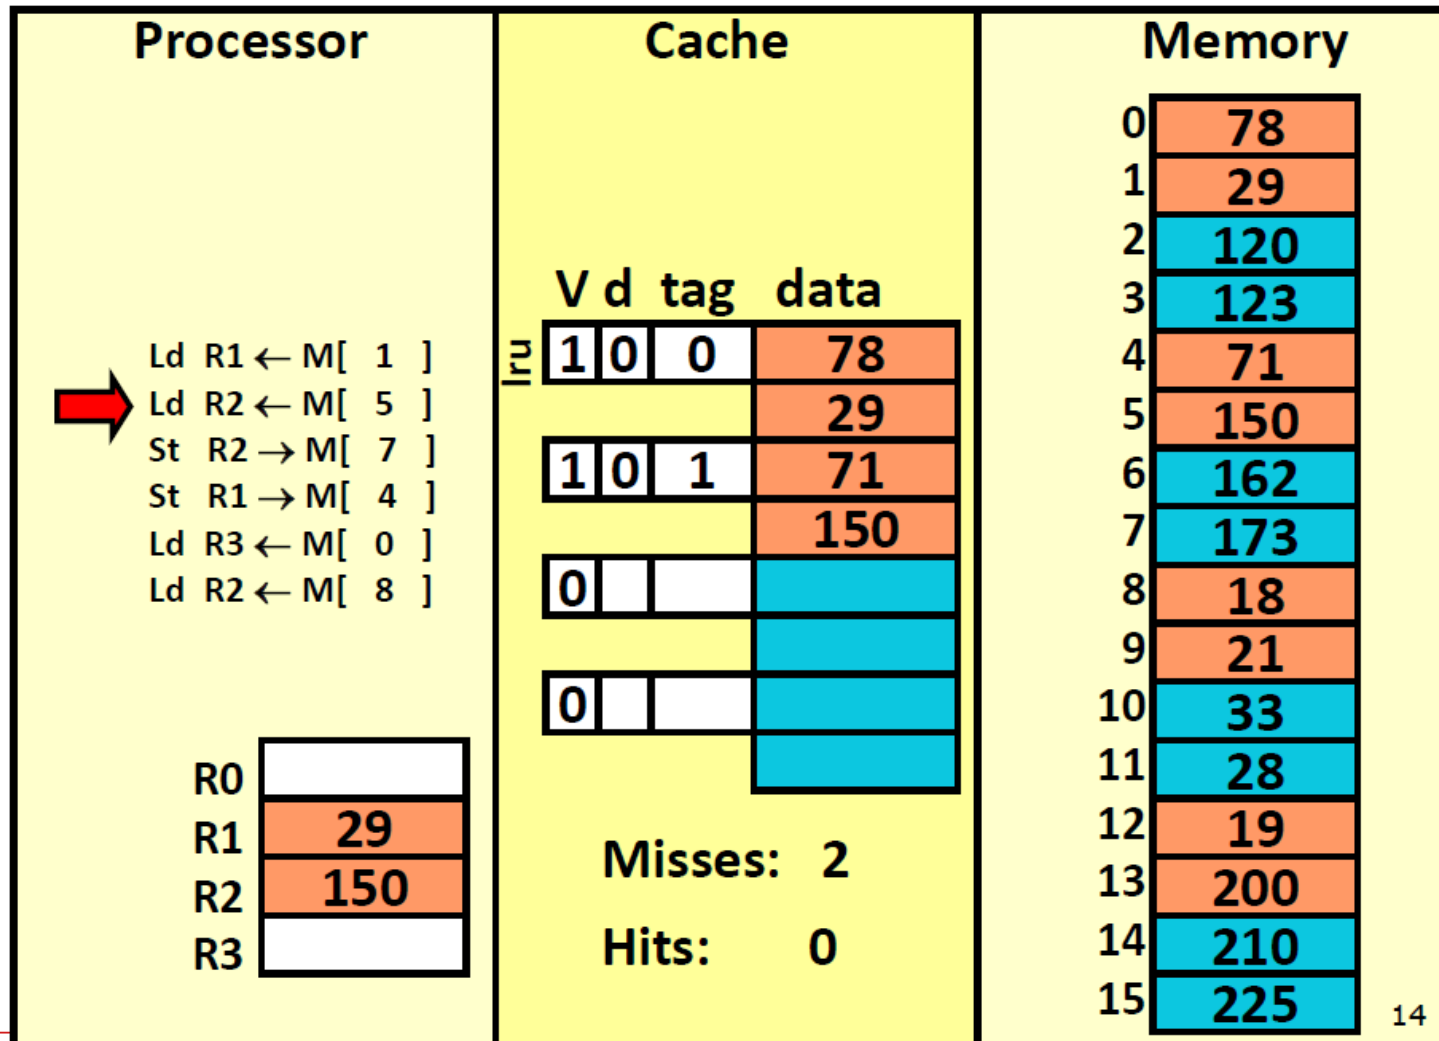 Processor
Ld R1 ← M[ 1 ]
Ld R2 ← M[ 5 ]
St R2 → M[ 7 ]
St R1 → M[ 4 ]
Ld R3 ← M[ 0 ]
Ld R2 ← M[ 8 ]
R0
R1 29
R2 150
R3
Cache
V d tag data
lru 1 0 0 78
29
1 0 1 71
150
0
0
Misses: 2
Hits: 0
Memory
0 78
1 29
2 120
3 123
4 71
5 150
6 162
7 173
8 18
9 21
10 33
11 28
12 19
13 200
14 210
15 225
14